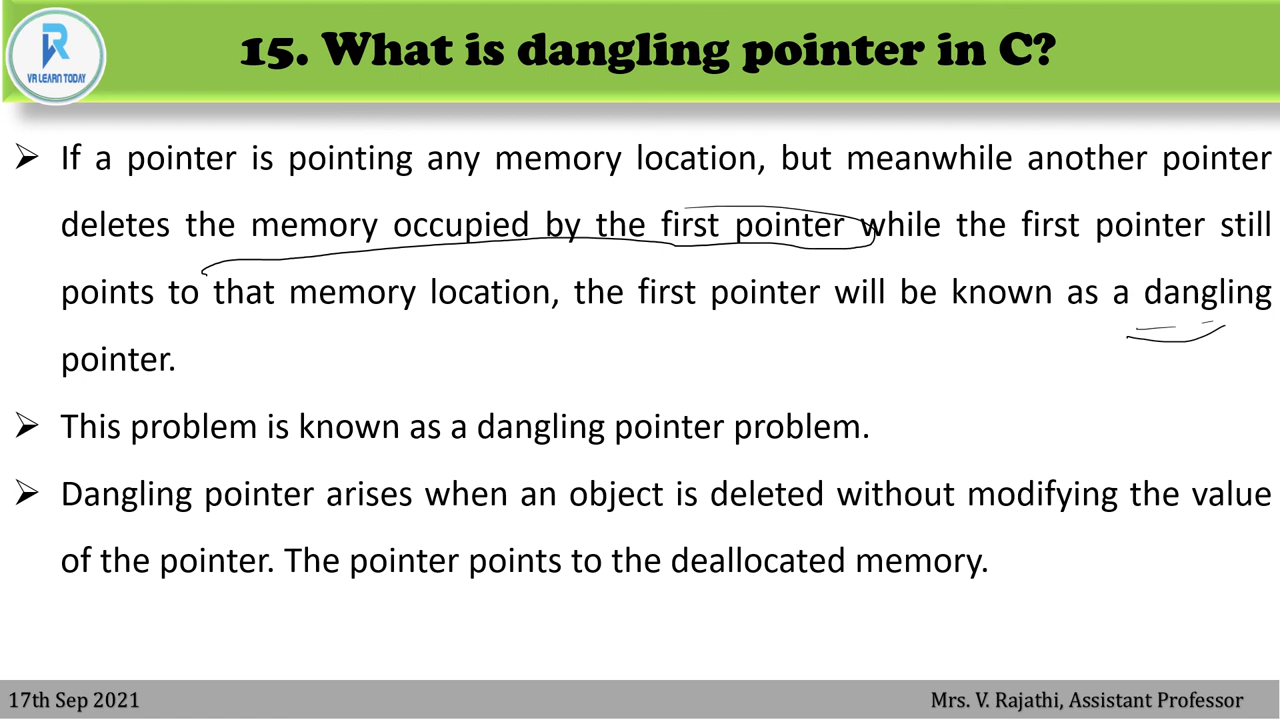 VR LEARN TODAY
15. What is dangling pointer in C?
➢ If a pointer is pointing any memory location, but meanwhile another pointer
deletes the memory occupied by the first pointer while the first pointer still
points to that memory location, the first pointer will be known as a dangling
pointer.
➢ This problem is known as a dangling pointer problem.
➢ Dangling pointer arises when an object is deleted without modifying the value
of the pointer. The pointer points to the deallocated memory.
17th Sep 2021
Mrs. V. Rajathi, Assistant Professor